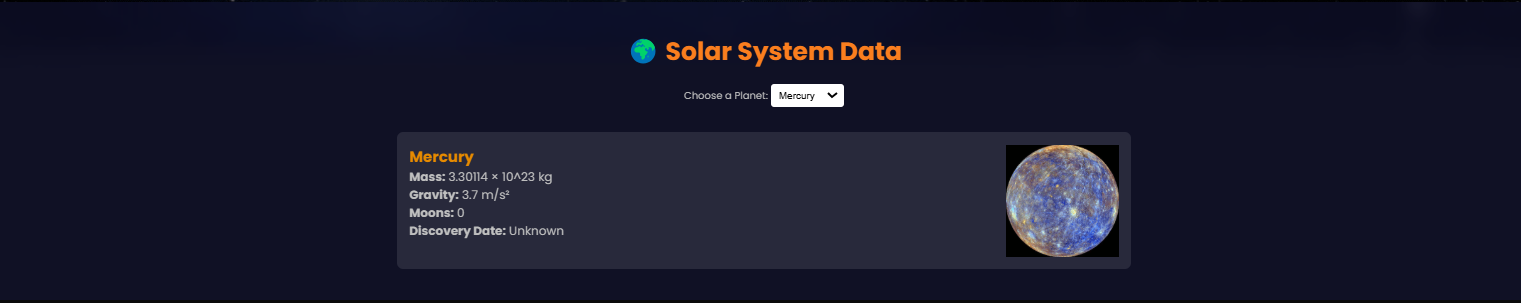 🌍 Solar System Data
Choose a Planet: Mercury
Mercury
Mass: 3.30114 × 10^23 kg
Gravity: 3.7 m/s²
Moons: 0
Discovery Date: Unknown